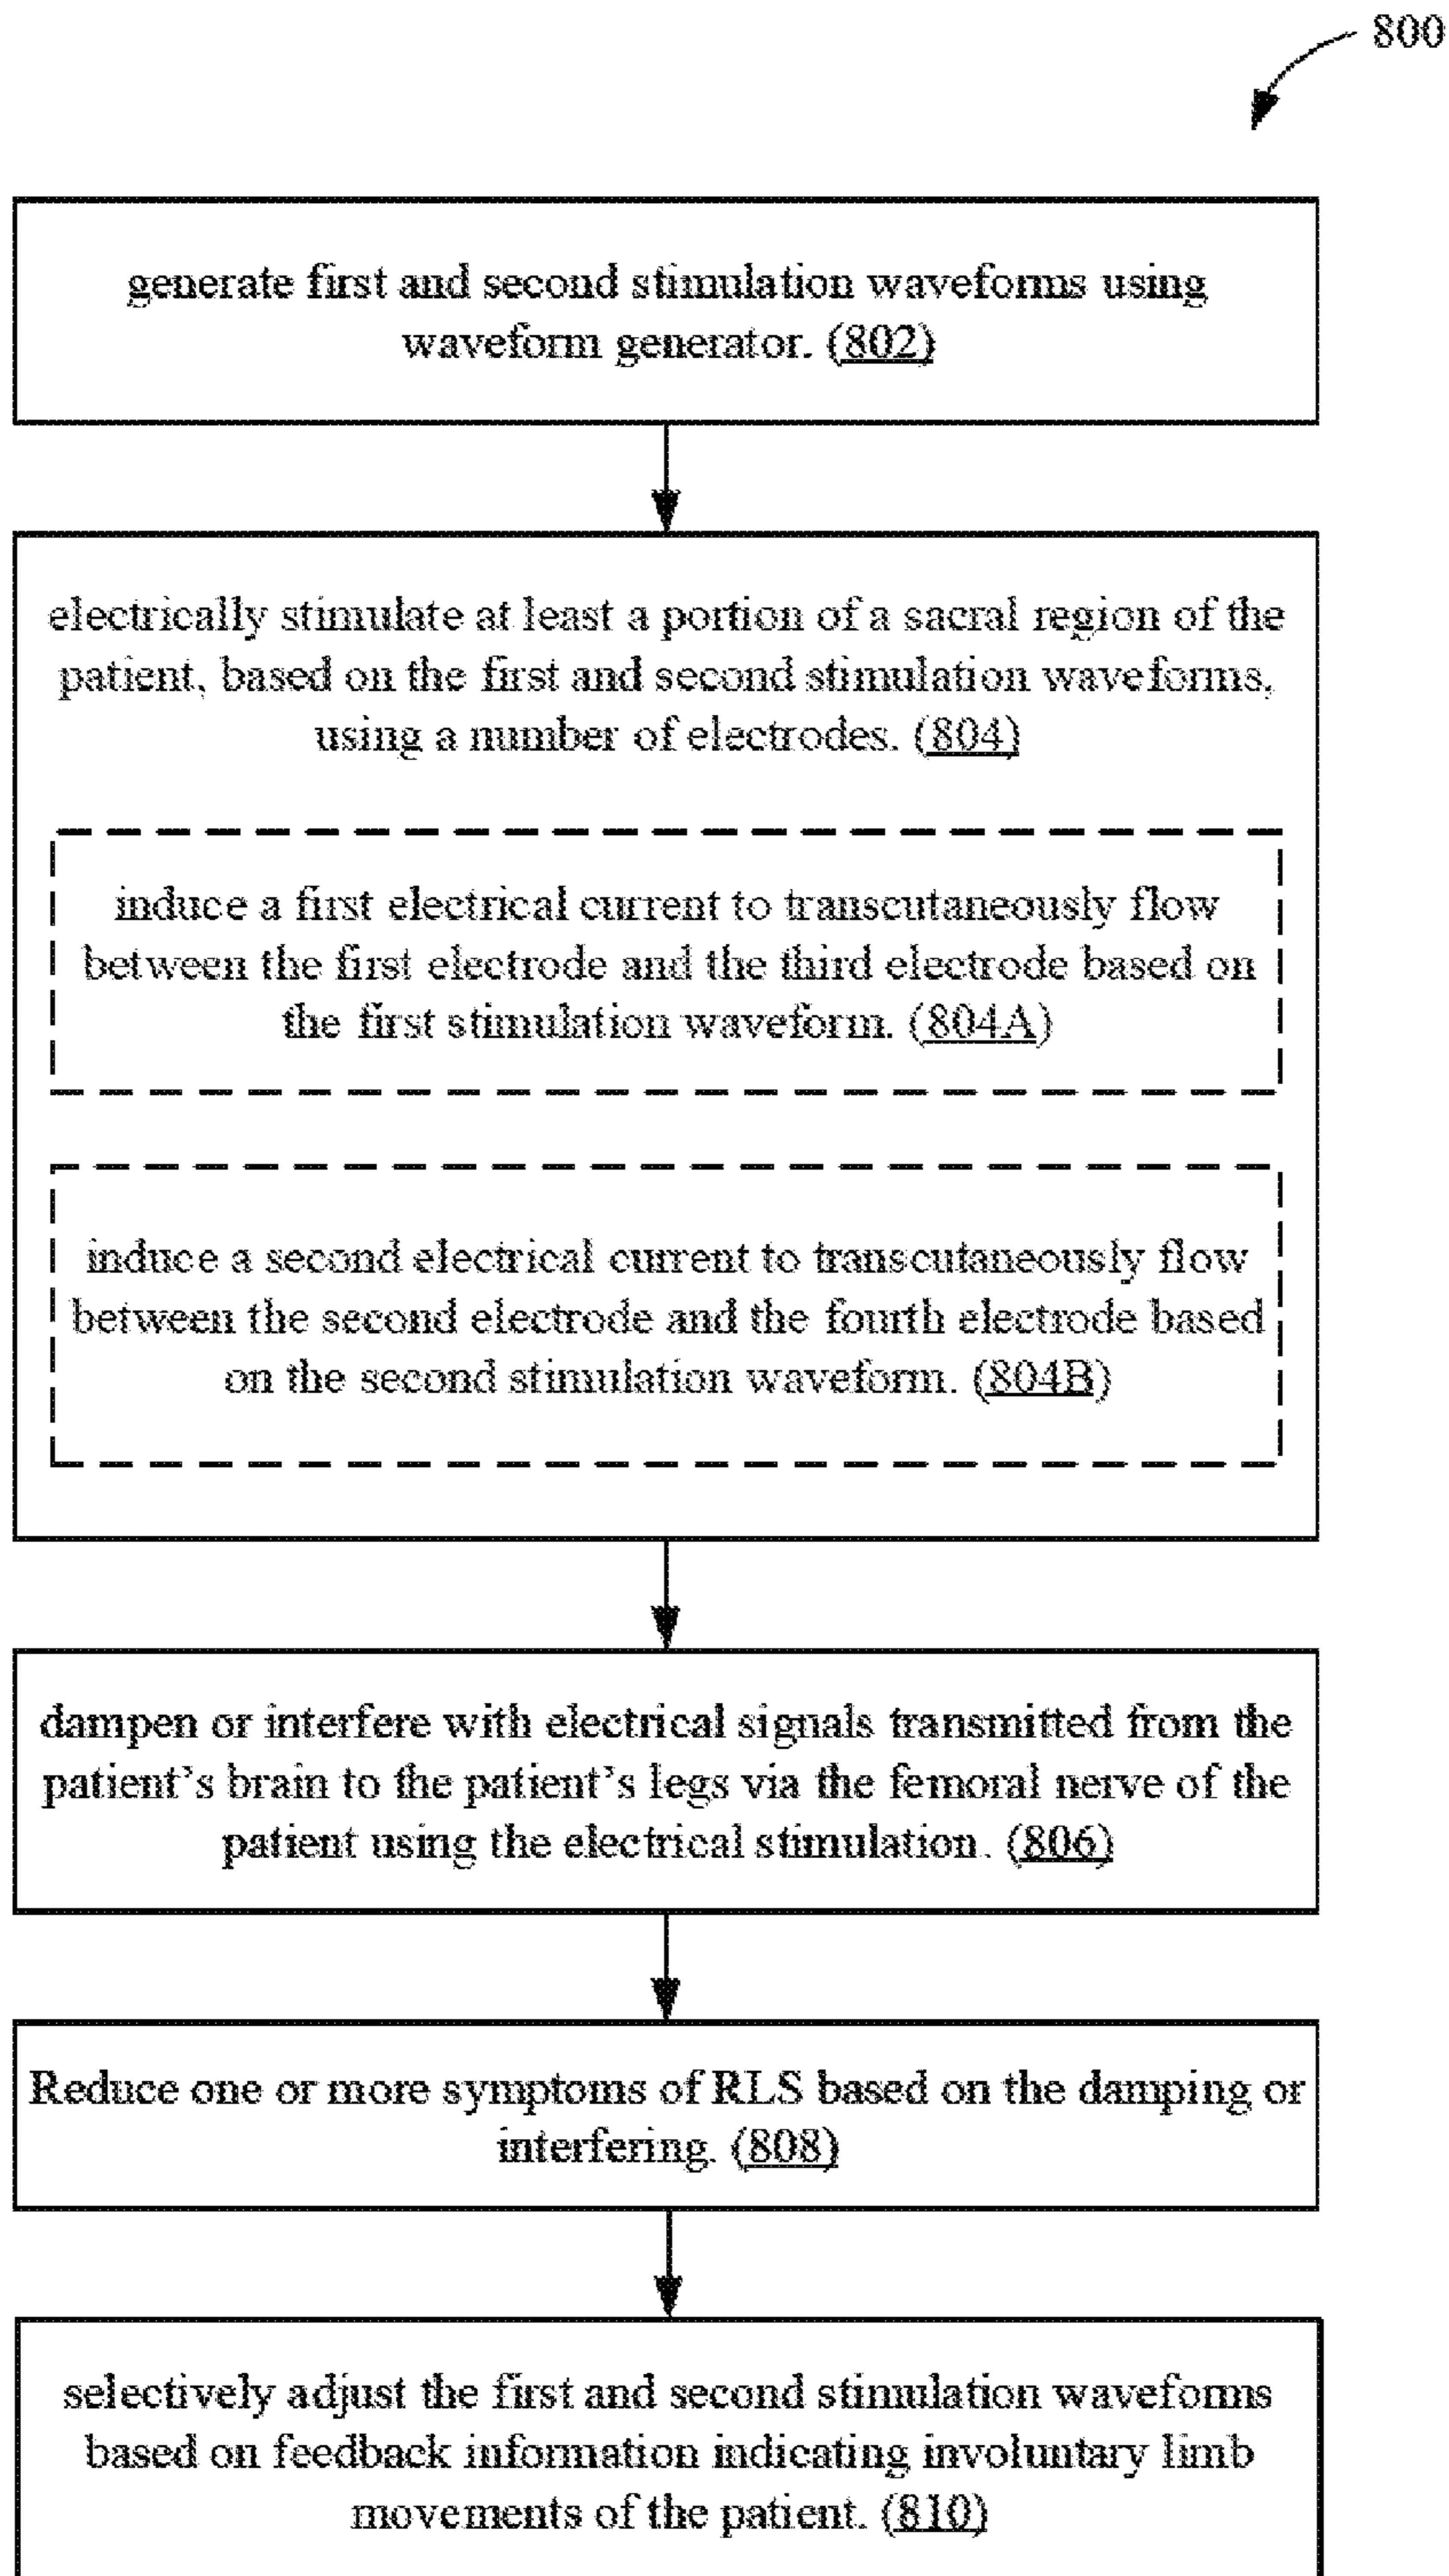 800
generate first and second stimulation waveforms using
waveform generator. (802)
electrically stimulate at least a portion of a sacral region of the
patient, based on the first and second stimulation waveforms,
using a number of electrodes. (804)
induce a first electrical current to transcutaneously flow
between the first electrode and the third electrode based on
the first stimulation waveform. (804A)
induce a second electrical current to transcutaneously flow
between the second electrode and the fourth electrode based
on the second stimulation waveform. (804B)
dampen or interfere with electrical signals transmitted from the
patient's brain to the patient's legs via the femoral nerve of the
patient using the electrical stimulation. (806)
Reduce one or more symptoms of RLS based on the damping or
interfering. (808)
selectively adjust the first and second stimulation waveforms
based on feedback information indicating involuntary limb
movements of the patient. (810)